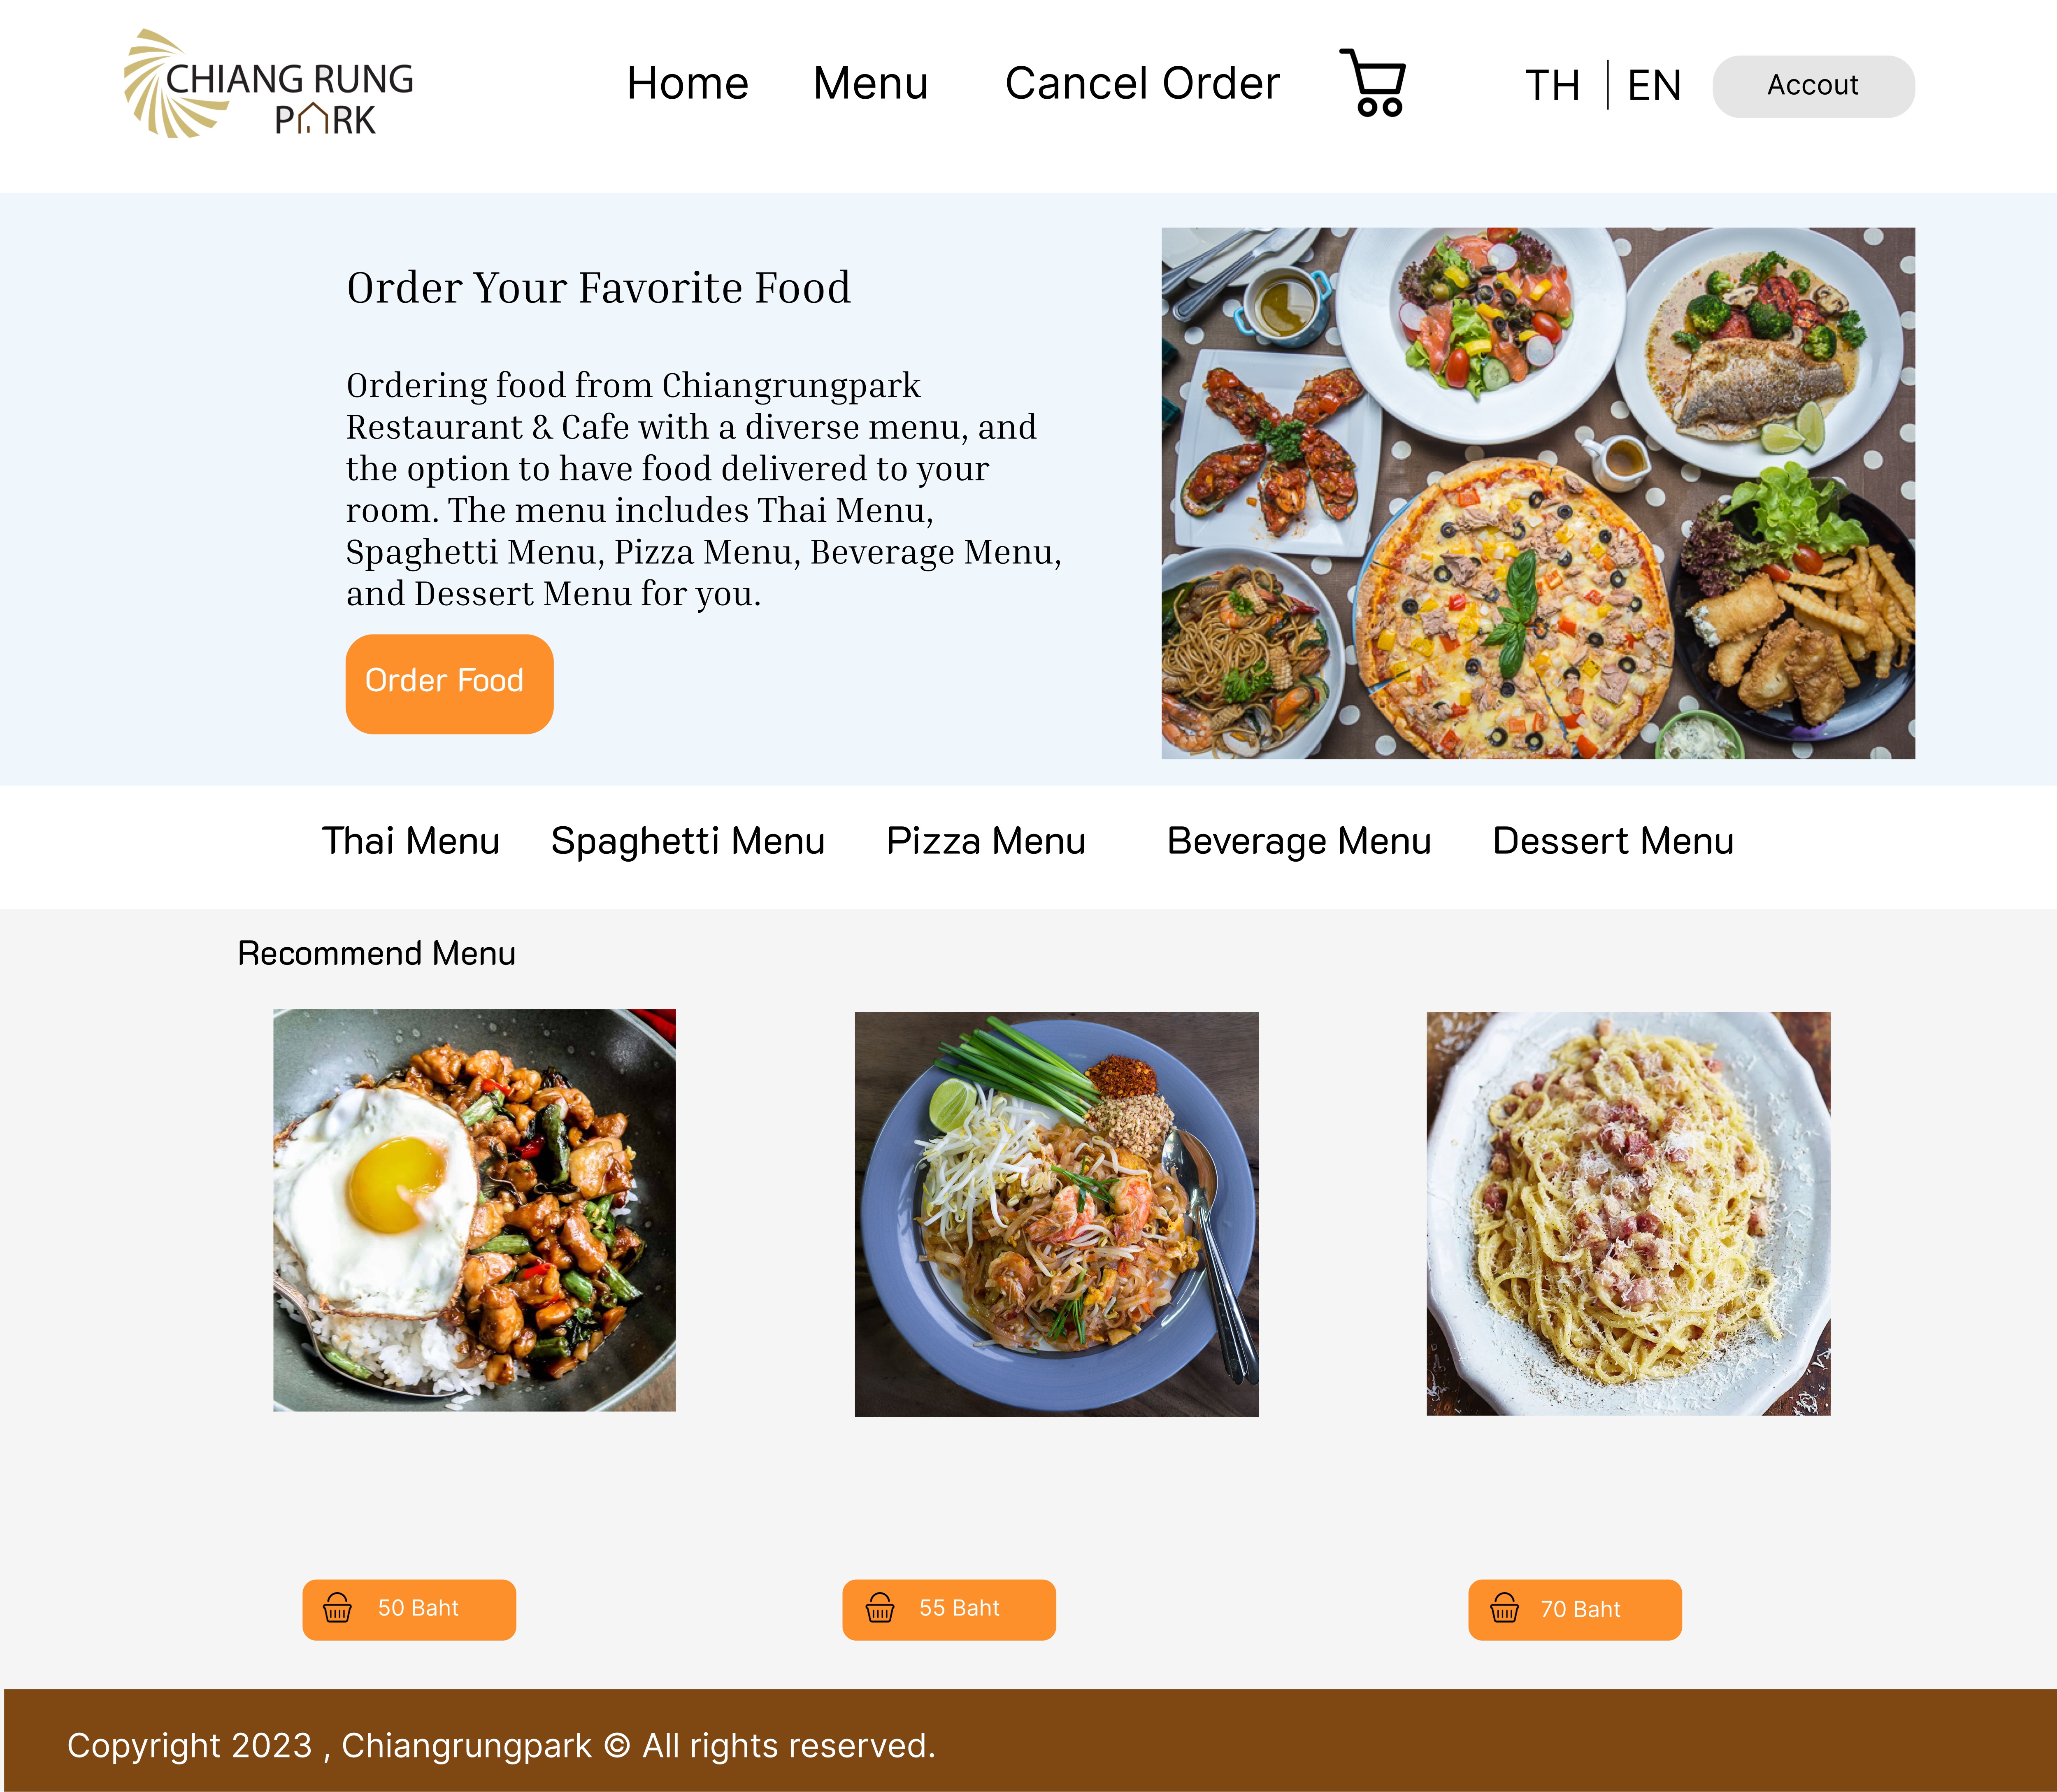 CHIANG RUNG
PARK
Home Menu Cancel Order TH EN Accout
Order Your Favorite Food
Ordering food from Chiangrungpark
Restaurant & Cafe with a diverse menu, and
the option to have food delivered to your
room. The menu includes Thai Menu,
Spaghetti Menu, Pizza Menu, Beverage Menu,
and Dessert Menu for you.
Order Food
Thai Menu Spaghetti Menu Pizza Menu Beverage Menu Dessert Menu
Recommend Menu
50 Baht 55 Baht 70 Baht
Copyright 2023 , Chiangrungpark © All rights reserved.